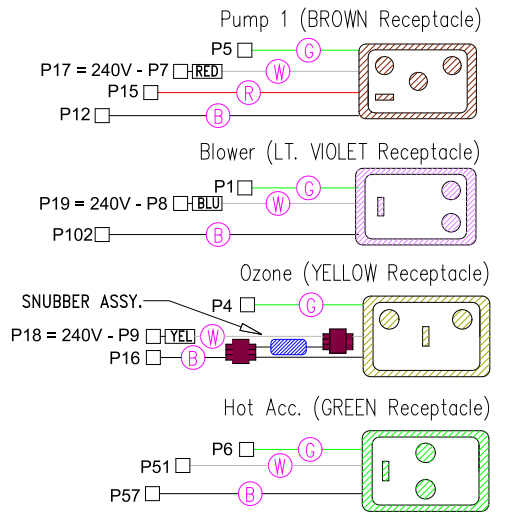 Pump 1 (BROWN Receptacle)
P5 G
P17 = 240V - P7 RED W
P15 R
P12 B
Blower (LT. VIOLET Receptacle)
P1 G
P19 = 240V - P8 BLU W
P102 B
Ozone (YELLOW Receptacle)
SNUBBER ASSY. P4 G
P18 = 240V - P9 YEL W
P16 B
Hot Acc. (GREEN Receptacle)
P6 G
P51 W
P57 B